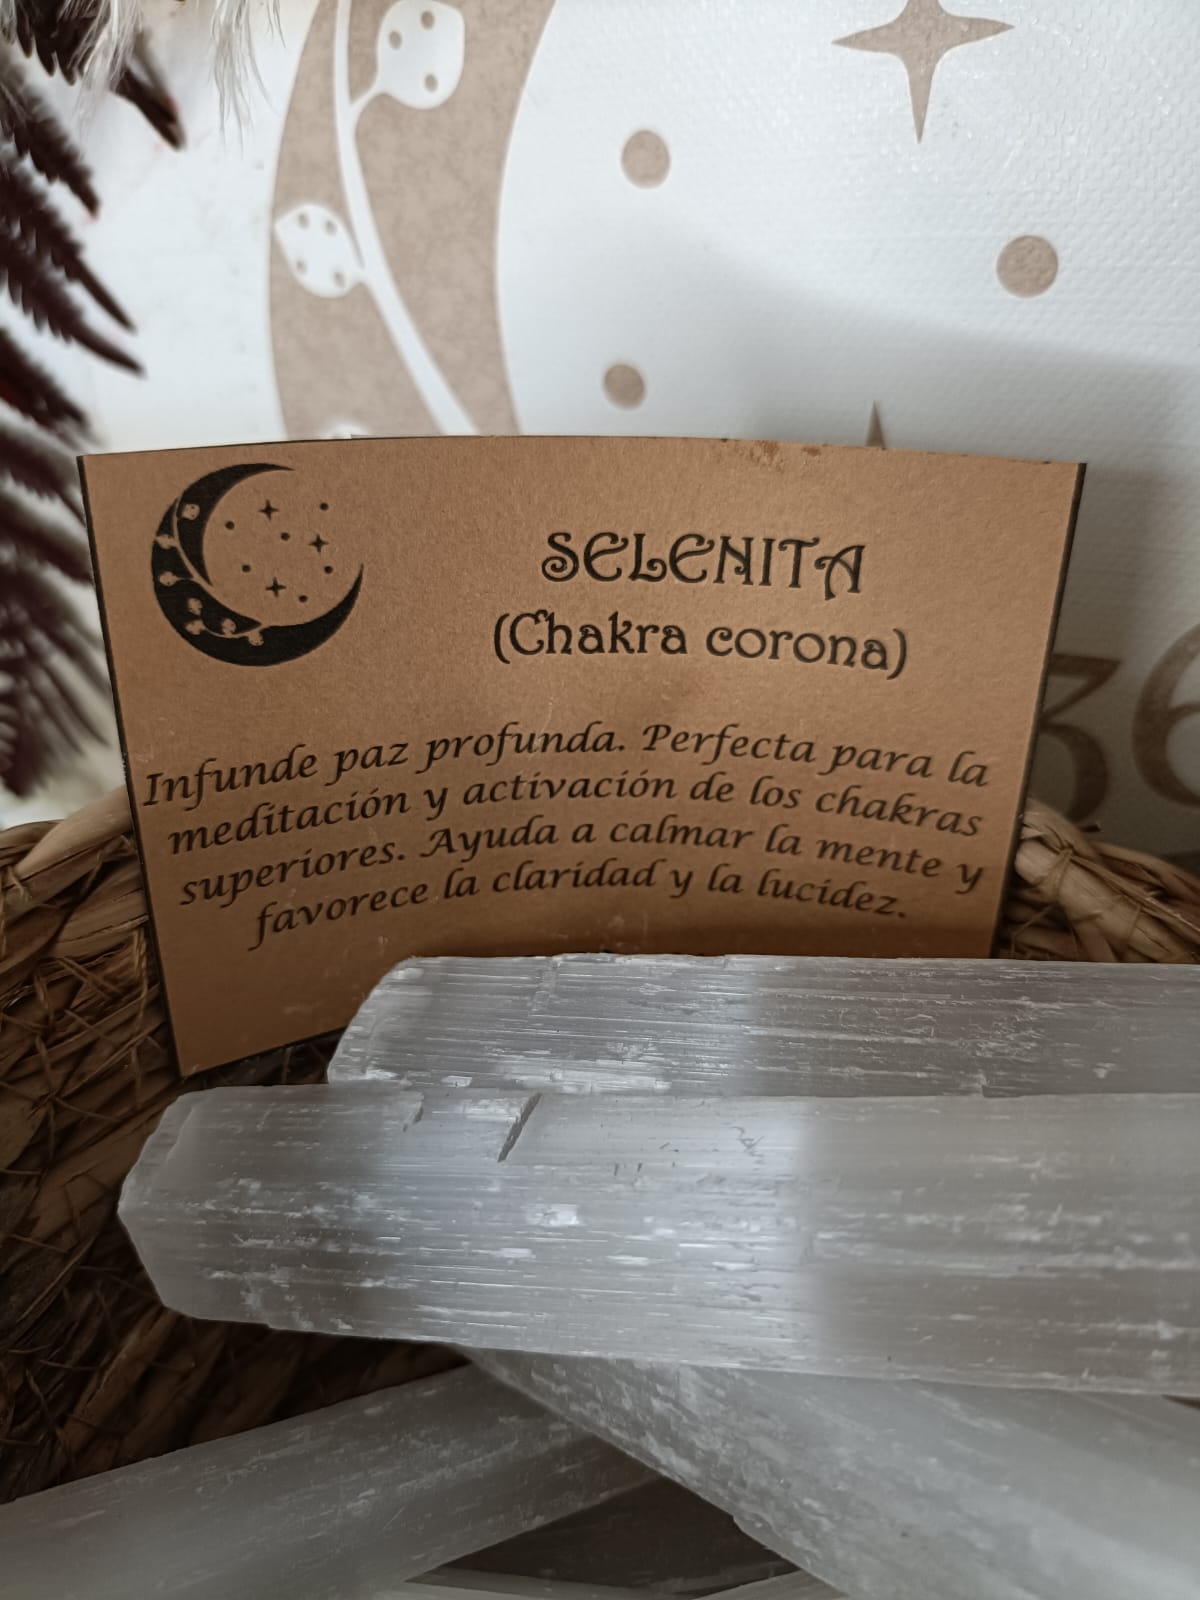 SELENITA
(Chakra corona)
Infunde paz profunda. Perfecta para la
meditación y activación de los chakras
superiores. Ayuda a calmar la mente y
favorece la claridad y la lucidez.
36